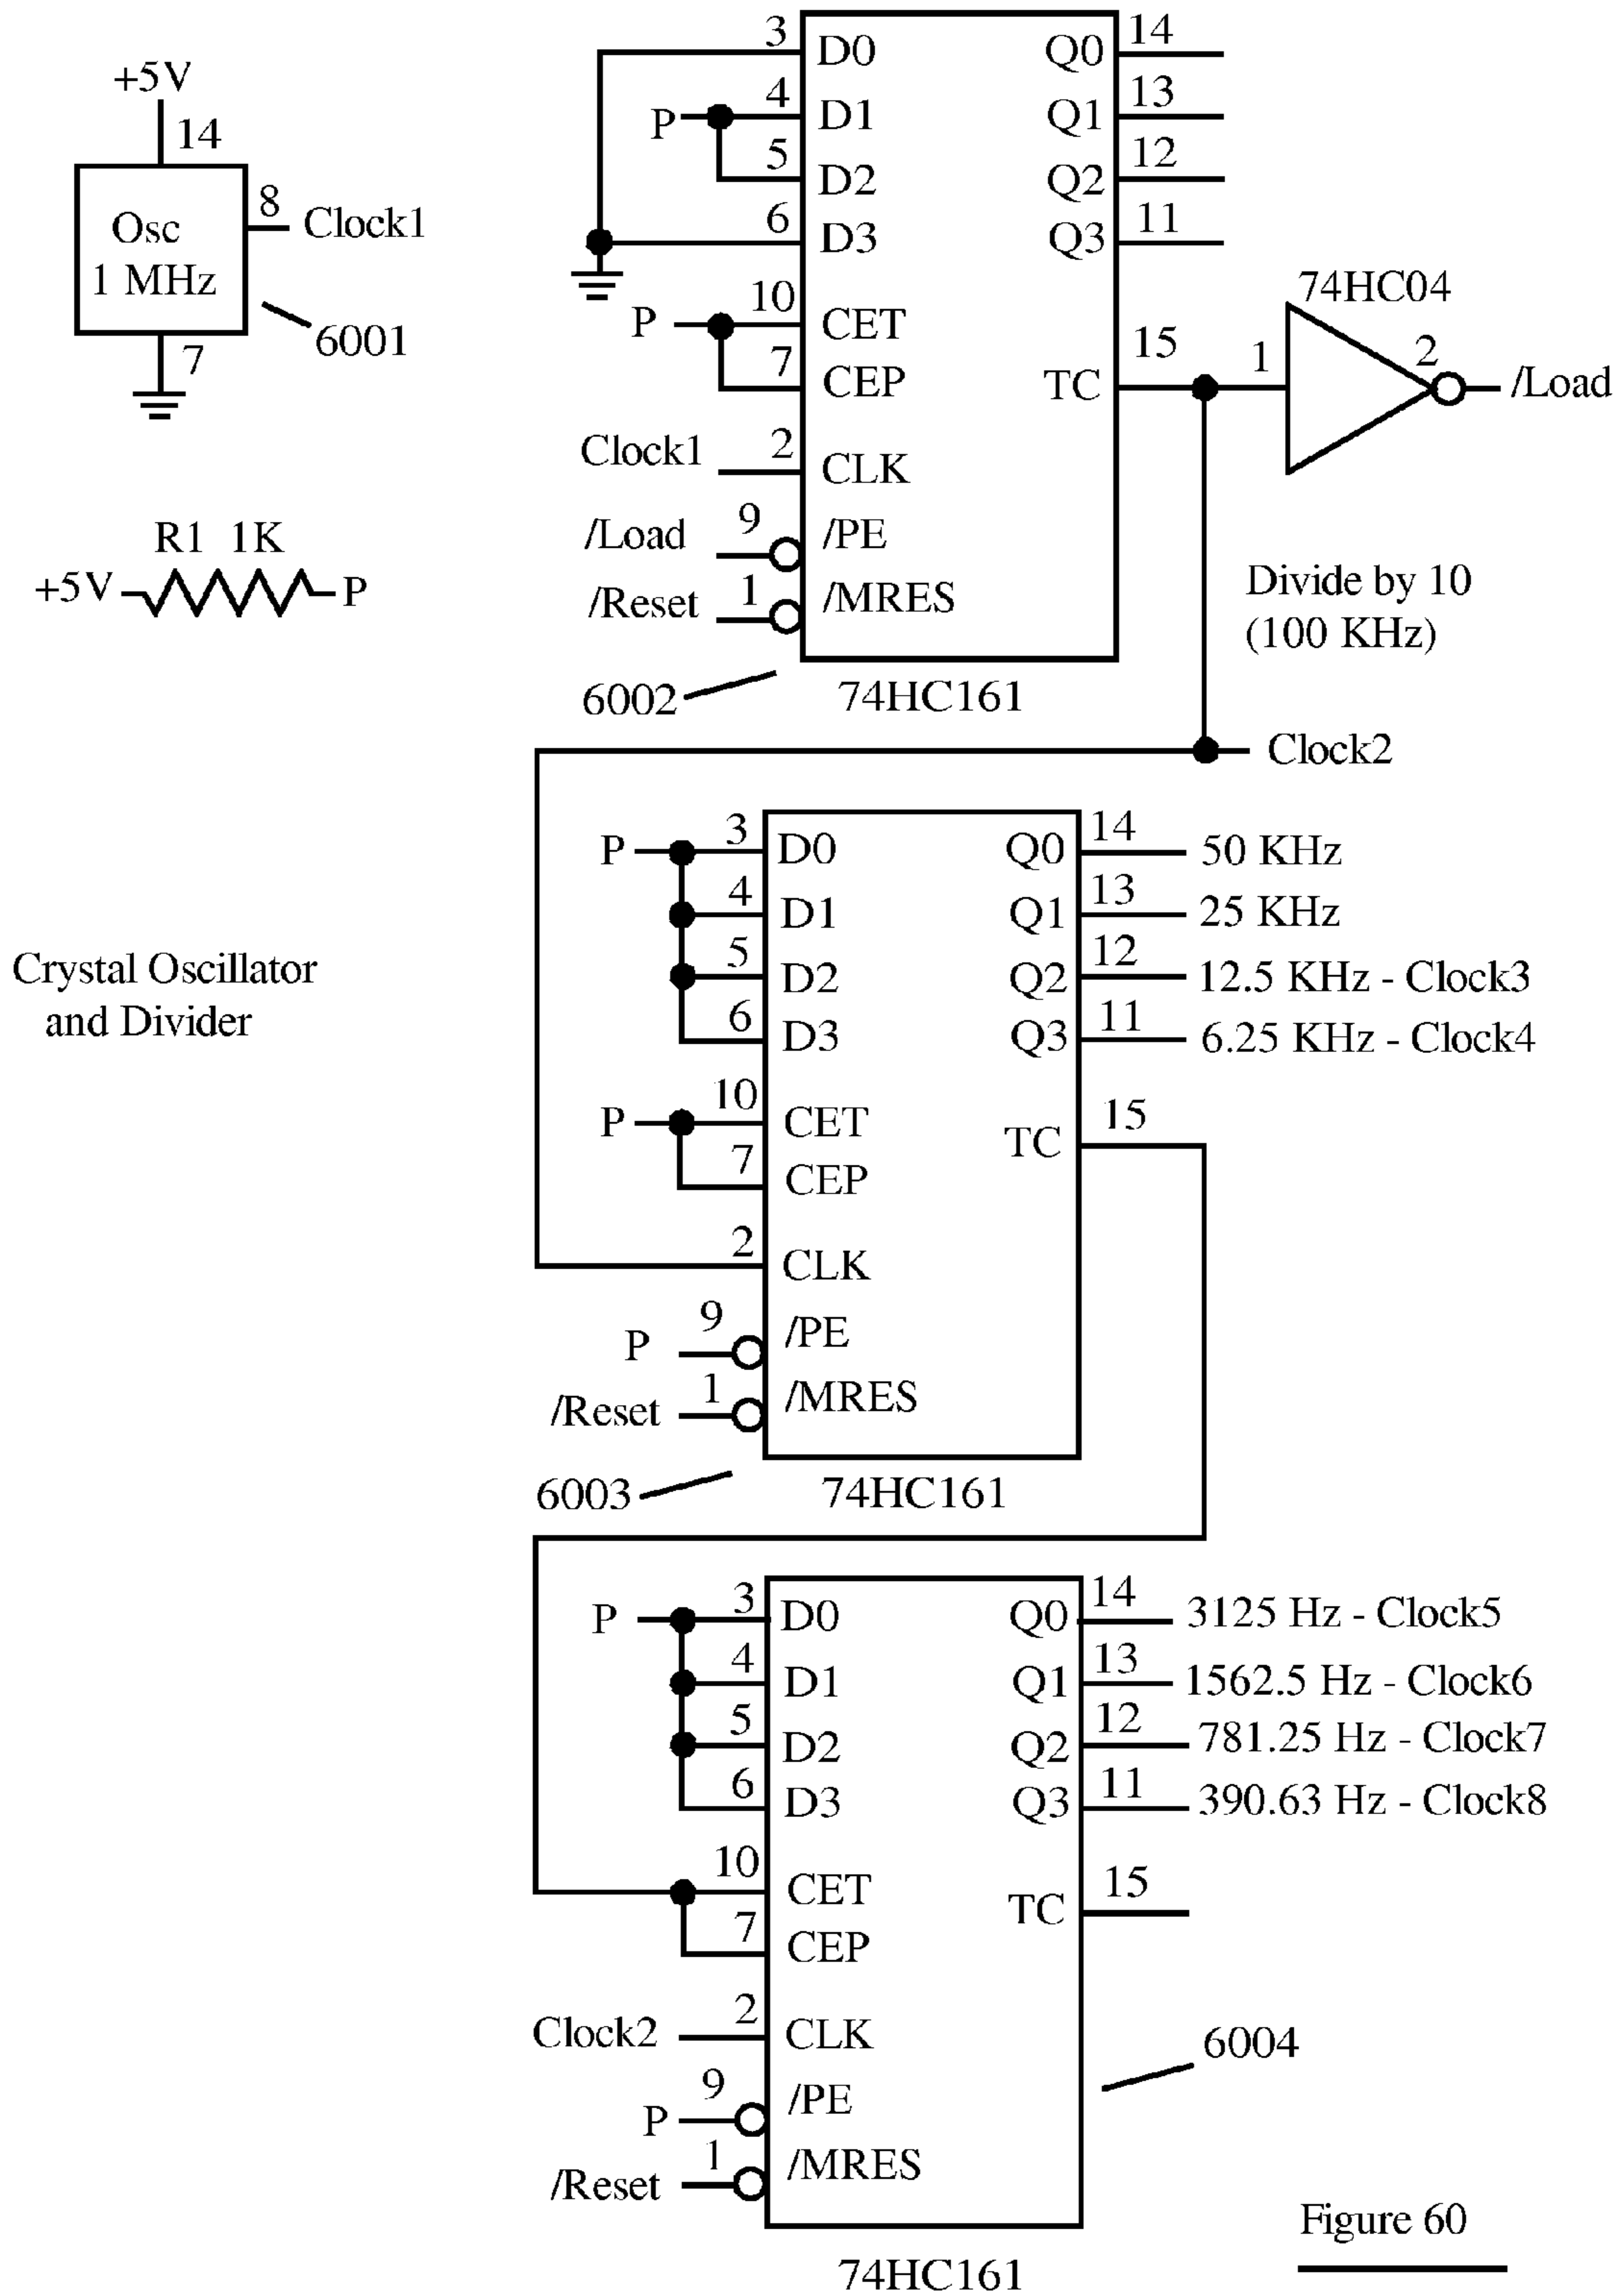 +5V
14
Osc
1 MHz
8
Clock1
7
6001
R1 1K
+5V
P
Crystal Oscillator
and Divider
3 D0 Q0 14
P 4 D1 Q1 13
5 D2 Q2 12
6 D3 Q3 11
P 10 CET
7 CEP
TC 15
74HC04
1 2 /Load
Clock1 2 CLK
/Load 9 /PE
/Reset 1 /MRES
Divide by 10
(100 KHz)
6002 74HC161
Clock2
P 3 D0 Q0 14 50 KHz
4 D1 Q1 13 25 KHz
5 D2 Q2 12 12.5 KHz - Clock3
6 D3 Q3 11 6.25 KHz - Clock4
P 10 CET
7 CEP
TC 15
2 CLK
P 9 /PE
/Reset 1 /MRES
6003 74HC161
P 3 D0 Q0 14 3125 Hz - Clock5
4 D1 Q1 13 1562.5 Hz - Clock6
5 D2 Q2 12 781.25 Hz - Clock7
6 D3 Q3 11 390.63 Hz - Clock8
10 CET
7 CEP
TC 15
Clock2 2 CLK
P 9 /PE
/Reset 1 /MRES
6004
74HC161
Figure 60